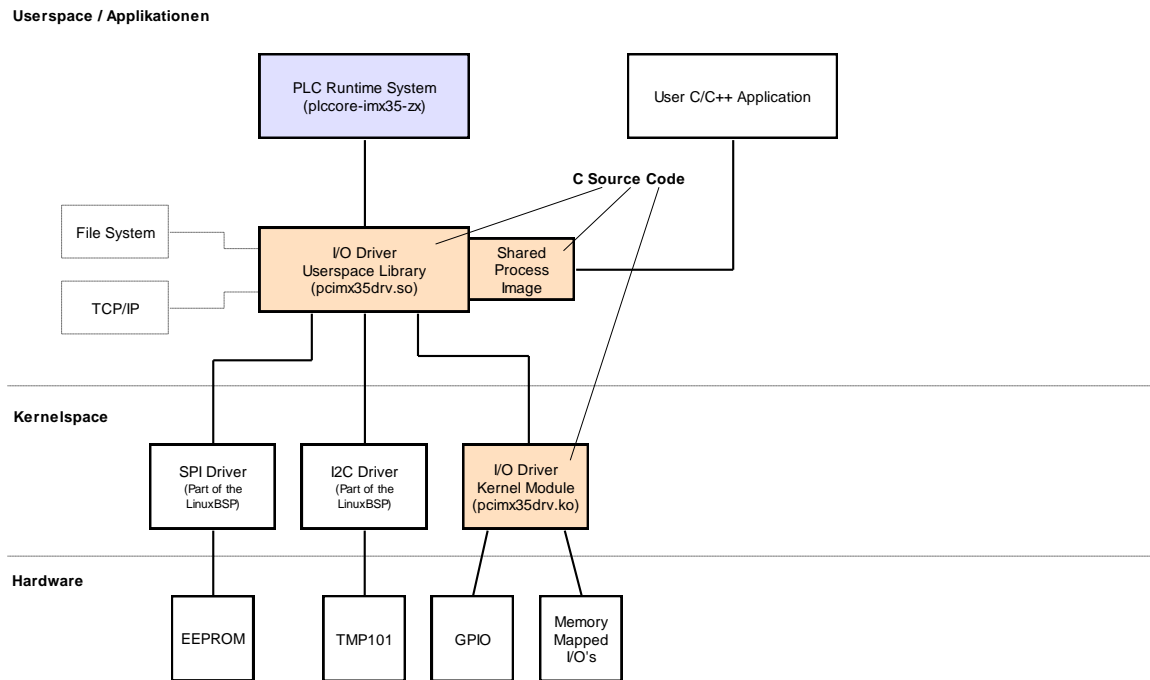 Userspace / Applikationen
PLC Runtime System
(plccore-imx35-zx)
User C/C++ Application
C Source Code
File System
I/O Driver
Userspace Library
(pcimx35drv.so)
Shared
Process
Image
TCP/IP
Kernelspace
SPI Driver
(Part of the
LinuxBSP)
I2C Driver
(Part of the
LinuxBSP)
I/O Driver
Kernel Module
(pcimx35drv.ko)
Hardware
EEPROM
TMP101
GPIO
Memory
Mapped
I/O's